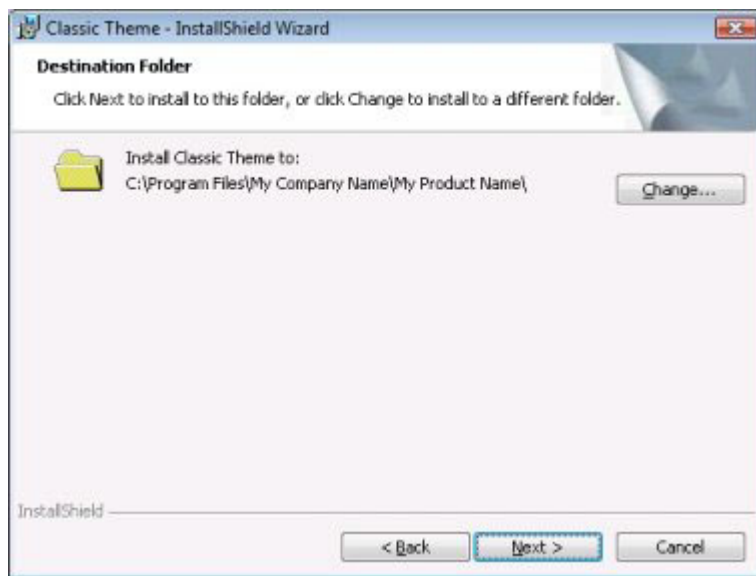 Classic Theme - InstallShield Wizard
Destination Folder
Click Next to install to this folder, or click Change to install to a different folder.
Install Classic Theme to:
C:\Program Files\My Company Name\My Product Name\
Change...
InstallShield
< Back
Next >
Cancel